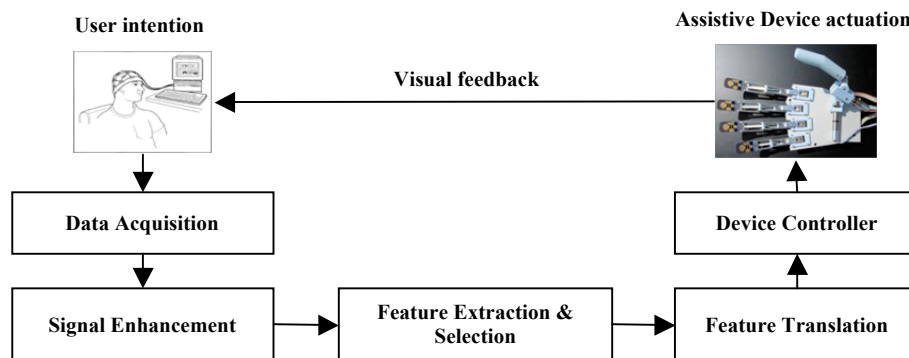 User intention
Assistive Device actuation
Visual feedback
Data Acquisition
Device Controller
Signal Enhancement
Feature Extraction &
Selection
Feature Translation